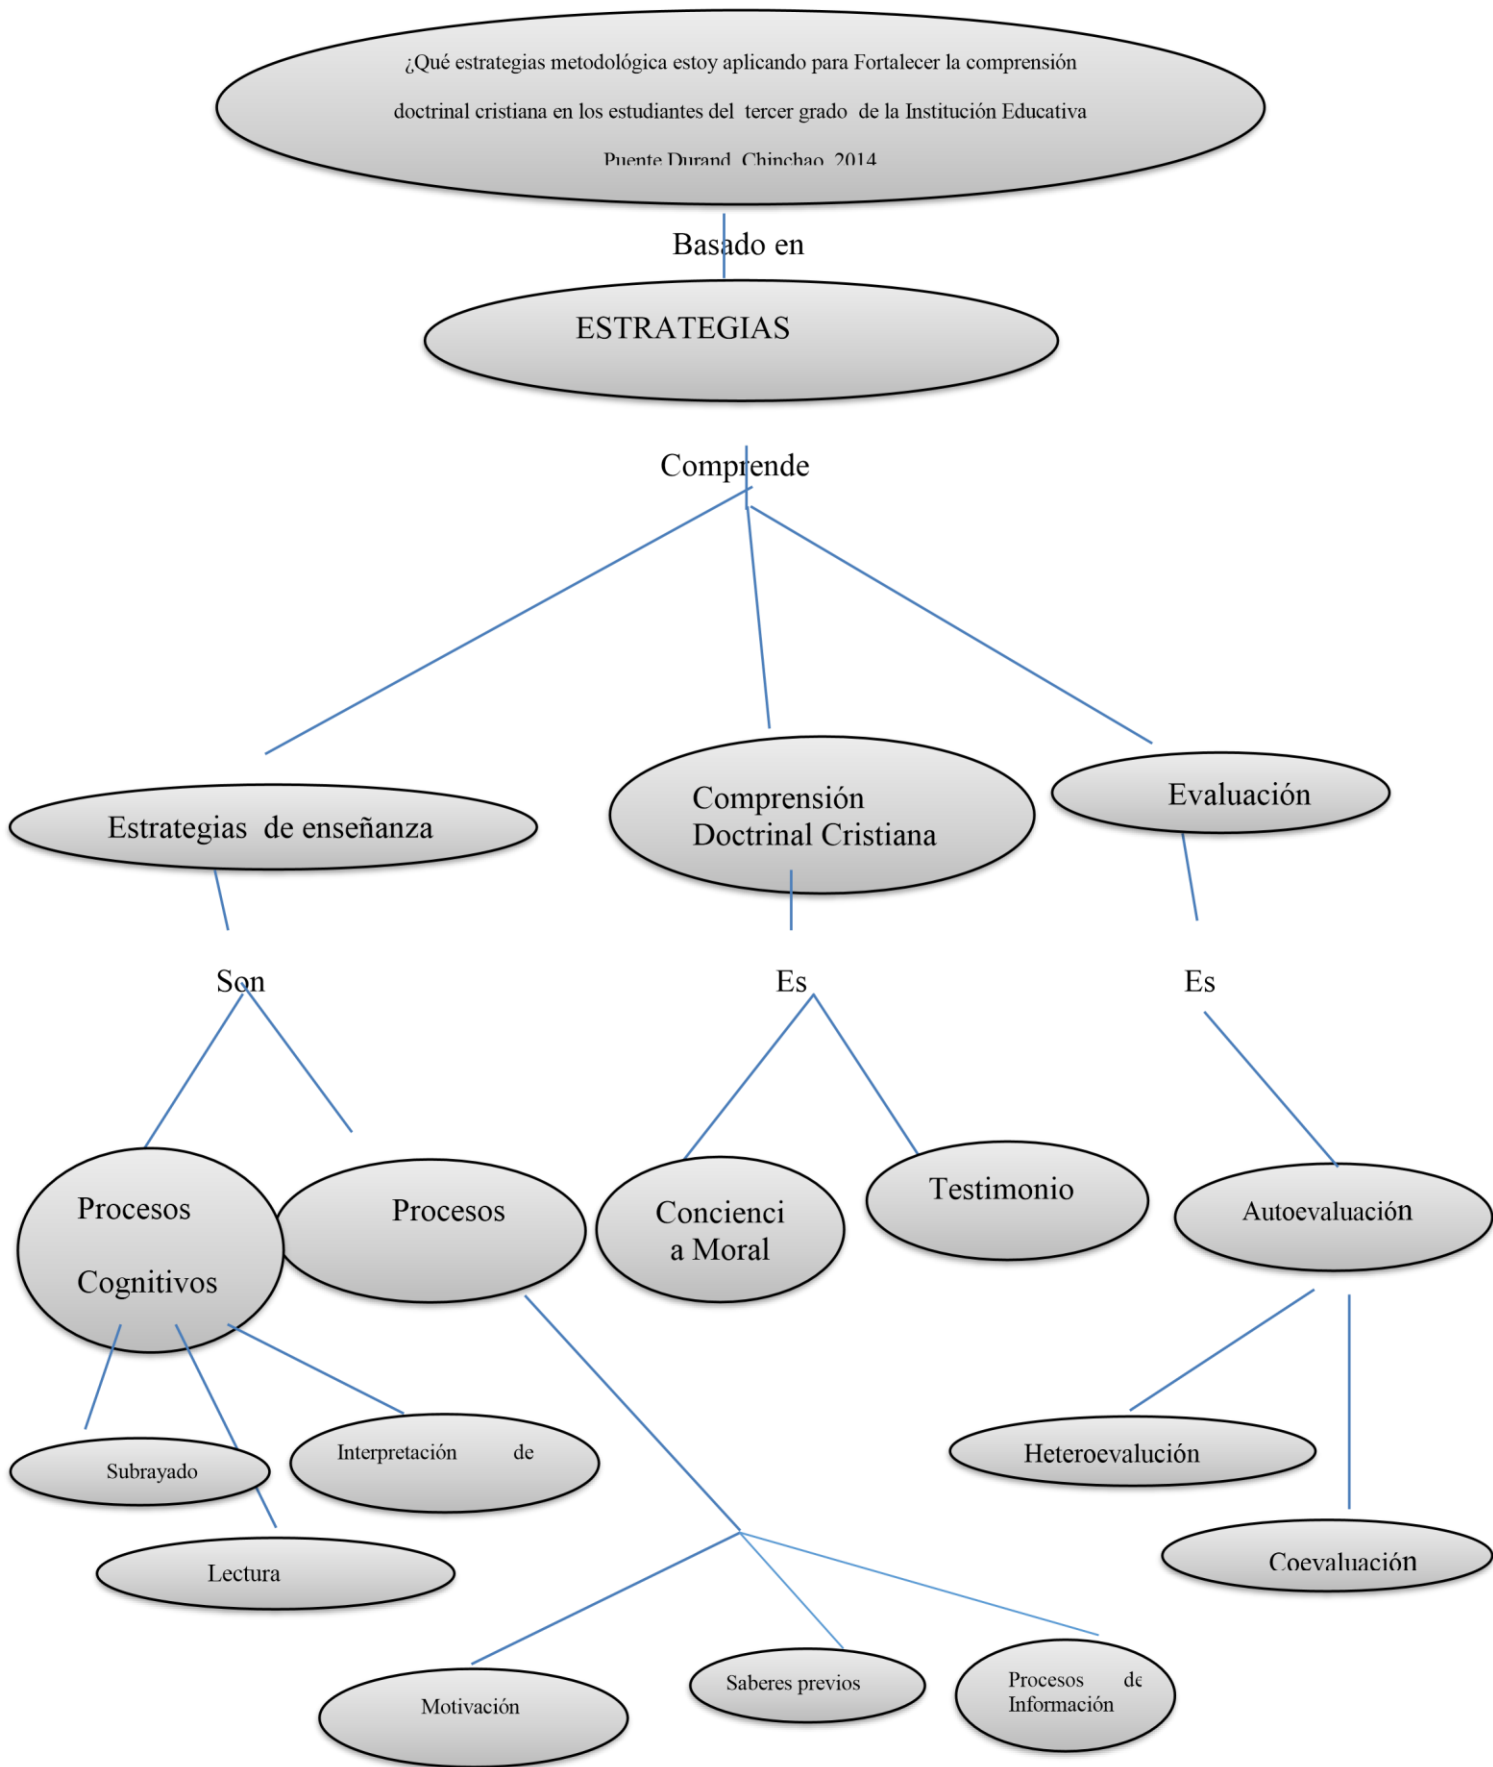 ¿Qué estrategias metodológica estoy aplicando para Fortalecer la comprensión
doctrinal cristiana en los estudiantes del tercer grado de la Institución Educativa
Puente Durand Chinchao 2014
Basado en
ESTRATEGIAS
Comprende
Estrategias de enseñanza
Comprensión
Doctrinal Cristiana
Evaluación
Son
Es
Es
Procesos
Cognitivos
Procesos
Concienci
a Moral
Testimonio
Autoevaluación
Subrayado
Interpretación de
Heteroevalución
Lectura
Coevaluación
Motivación
Saberes previos
Procesos de
Información